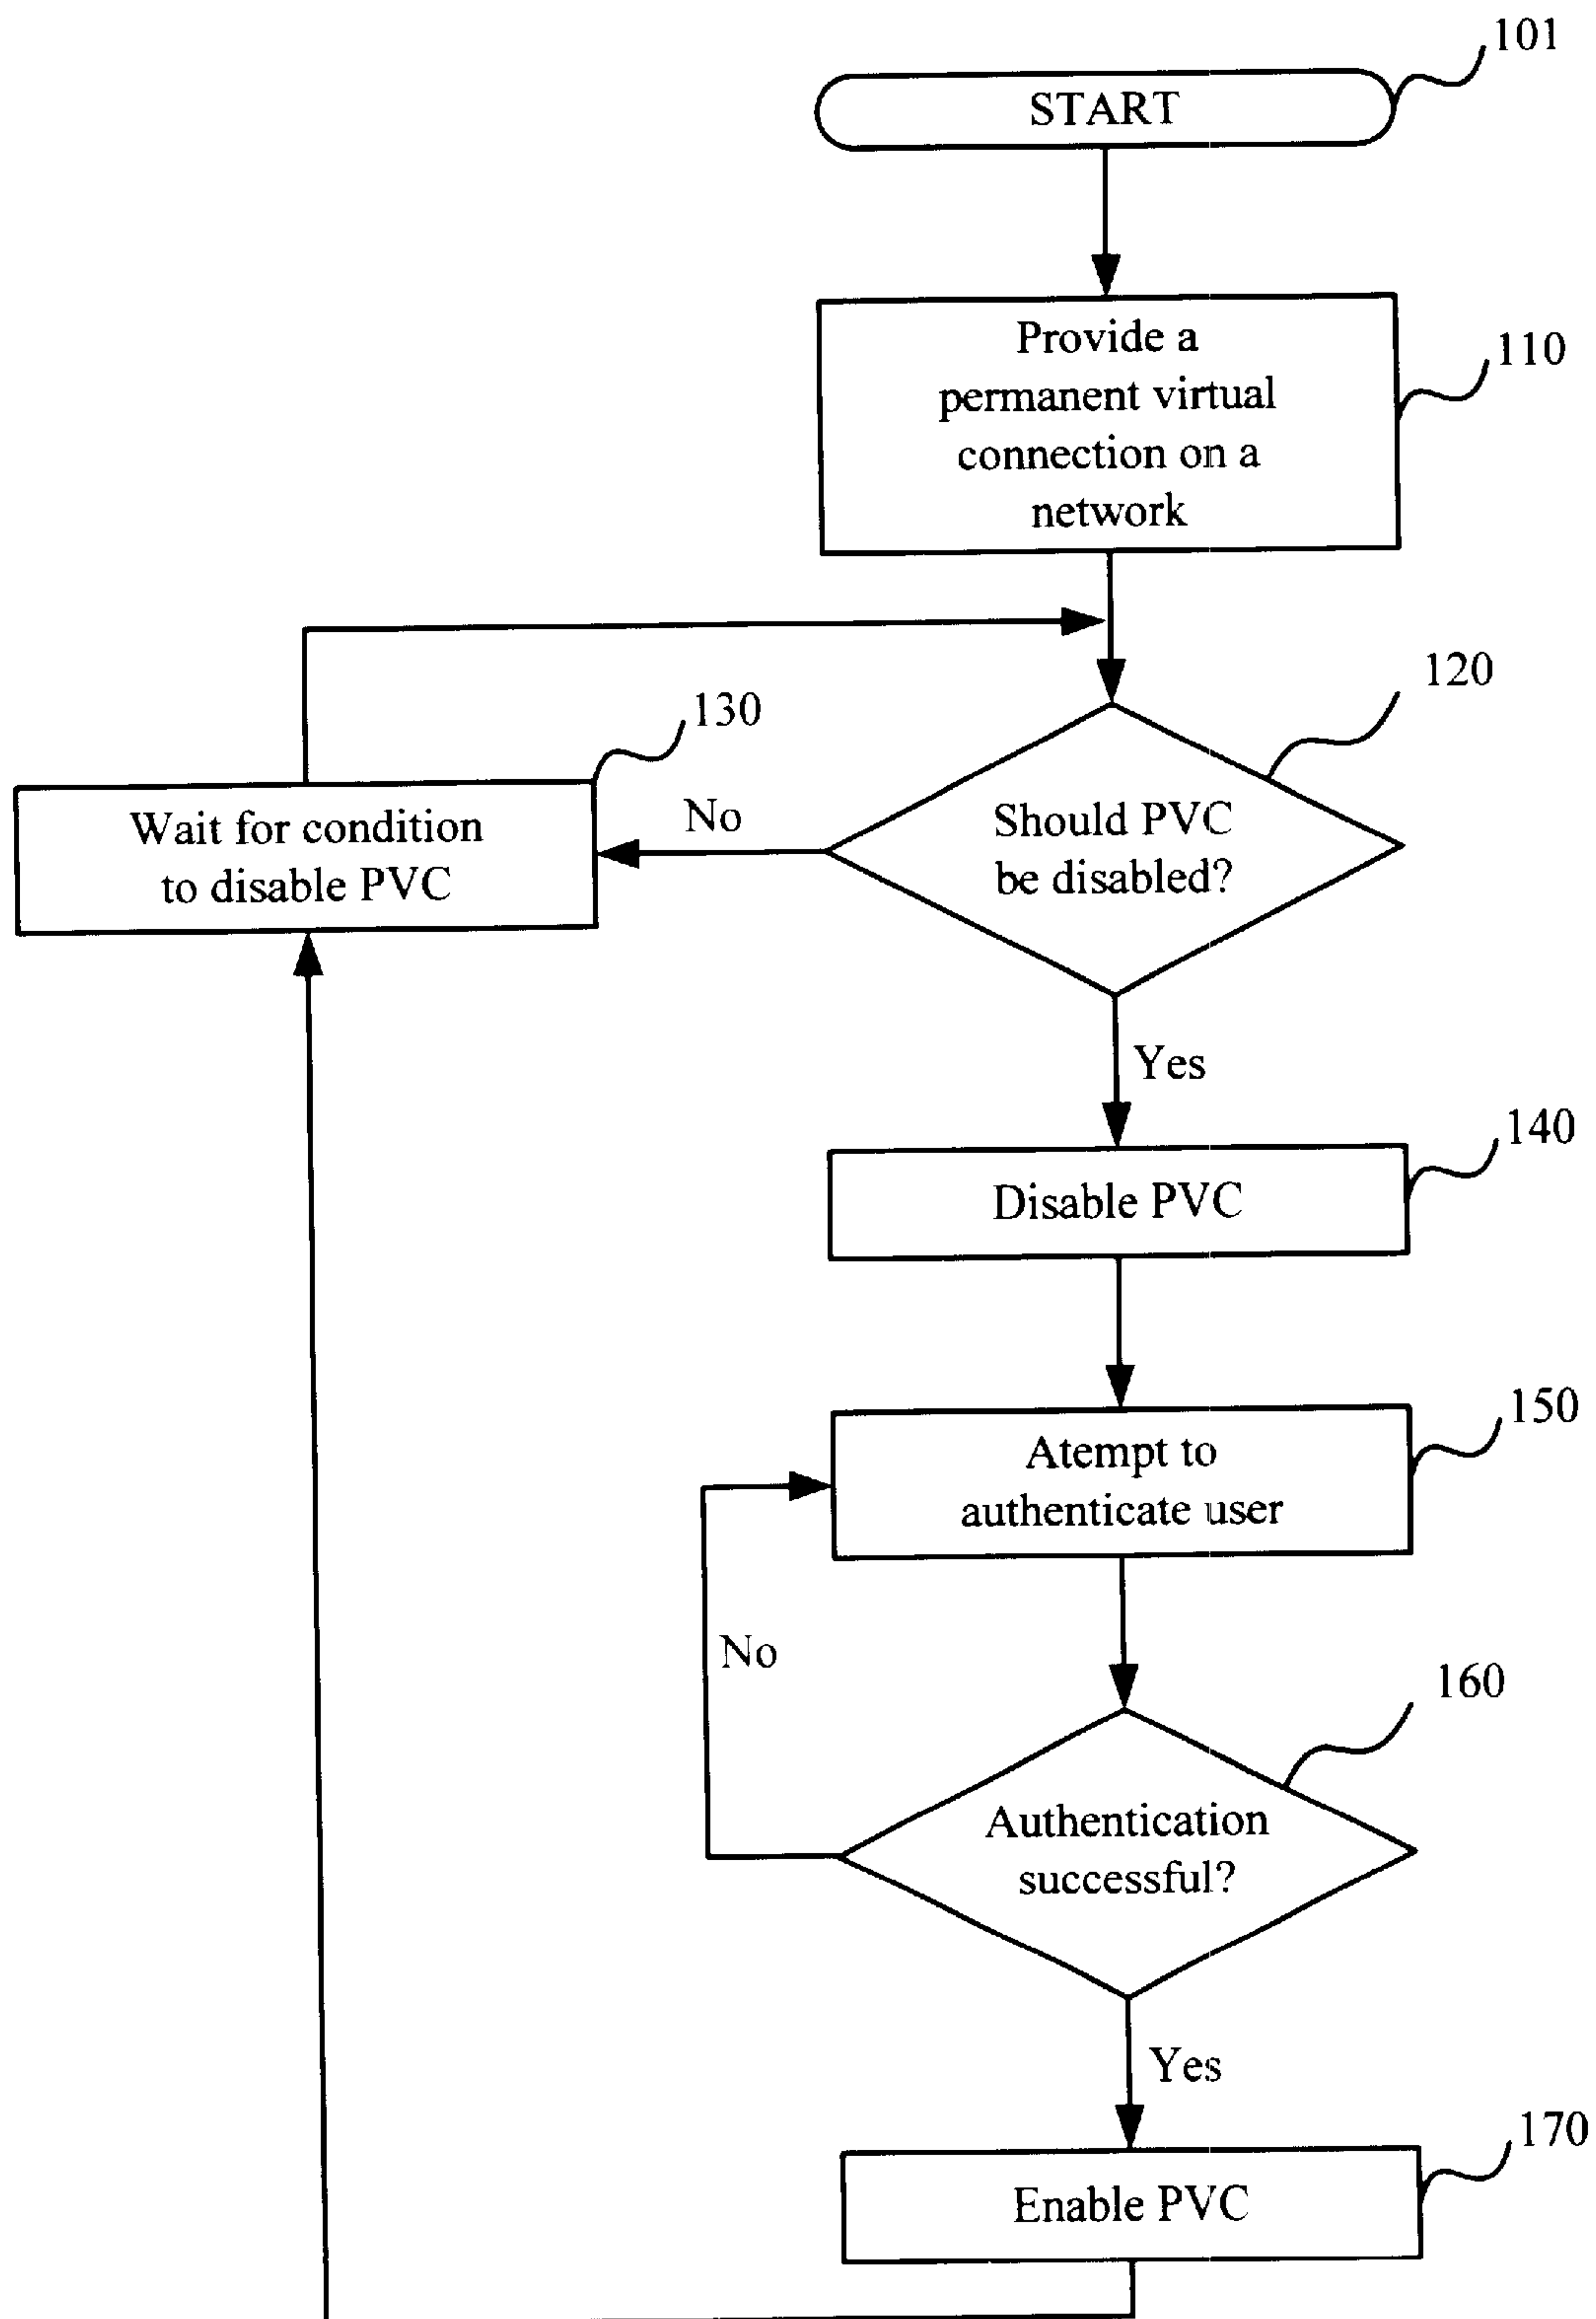 101
START
Provide a
permanent virtual
connection on a
network
110
120
130
Wait for condition
to disable PVC
No
Should PVC
be disabled?
Yes
140
Disable PVC
150
Atempt to
authenticate user
No
160
Authentication
successful?
Yes
170
Enable PVC